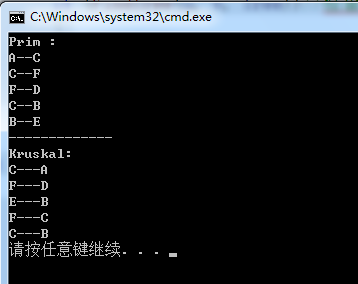 C:\Windows\system32\cmd.exe
Prim :
A--C
C--F
F--D
C--B
B--E
-------------
Kruskal:
C---A
F---D
E---B
F---C
C---B
请按任意键继续. . .